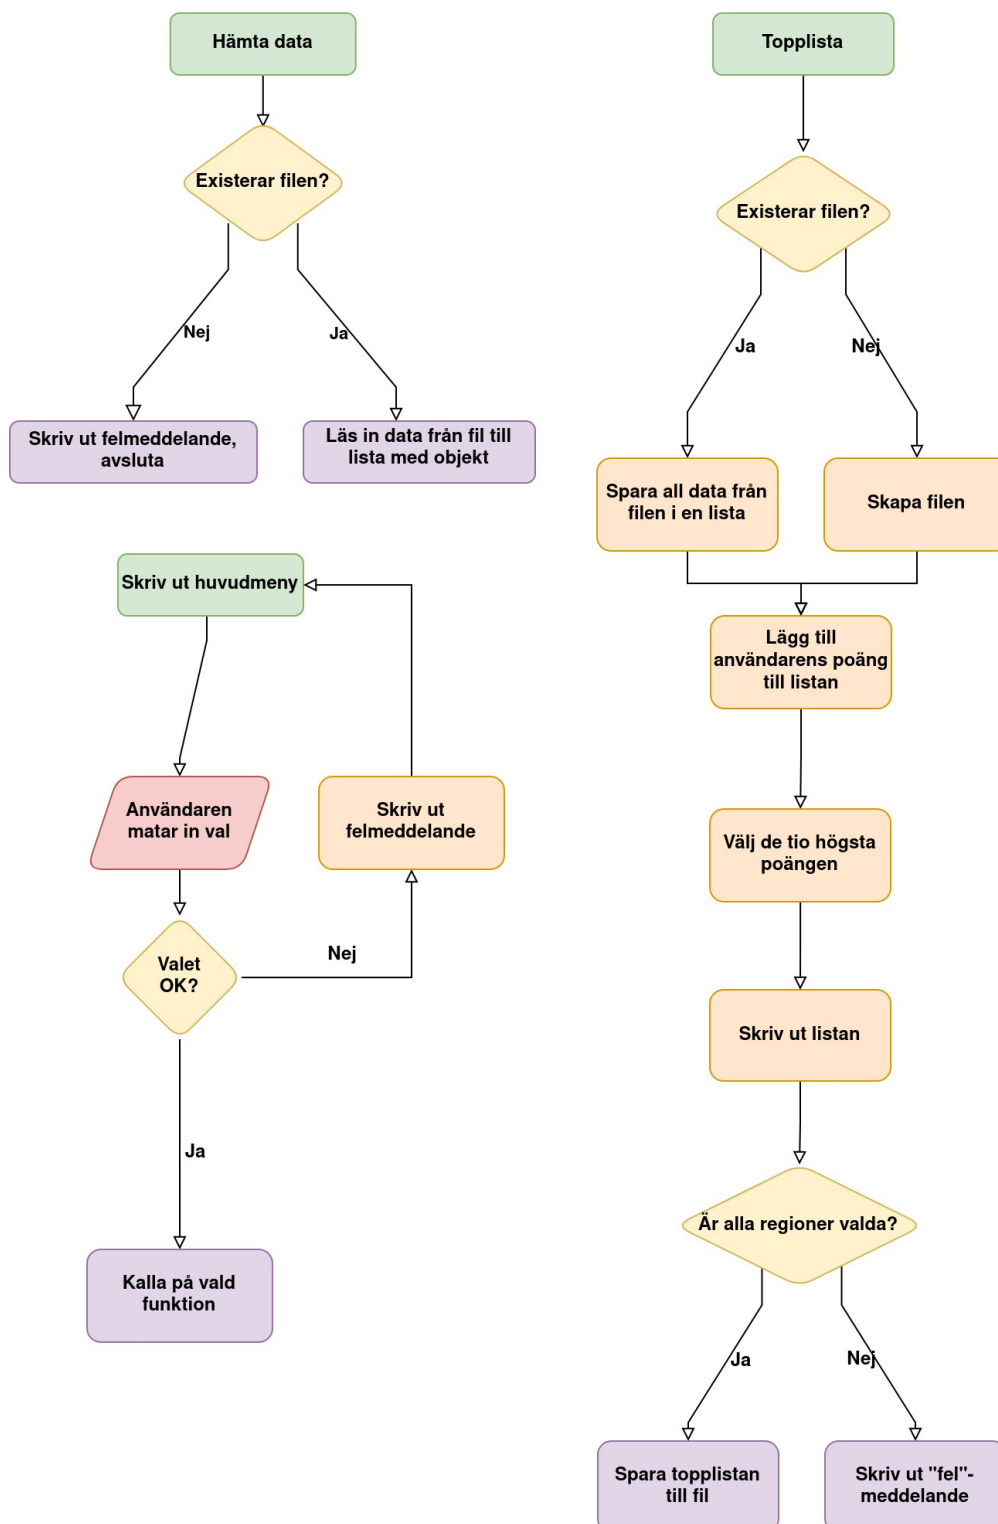 Hämta data
Existerar filen?
Nej
Ja
Skriv ut felmeddelande,
avsluta
Läs in data från fil till
lista med objekt
Skriv ut huvudmeny
Användaren
matar in val
Skriv ut
felmeddelande
Valet
OK?
Nej
Ja
Kalla på vald
funktion
Topplista
Existerar filen?
Ja
Nej
Spara all data från
filen i en lista
Skapa filen
Lägg till
användarens poäng
till listan
Välj de tio högsta
poängen
Skriv ut listan
Är alla regioner valda?
Ja
Nej
Spara topplistan
till fil
Skriv ut "fel"-
meddelande